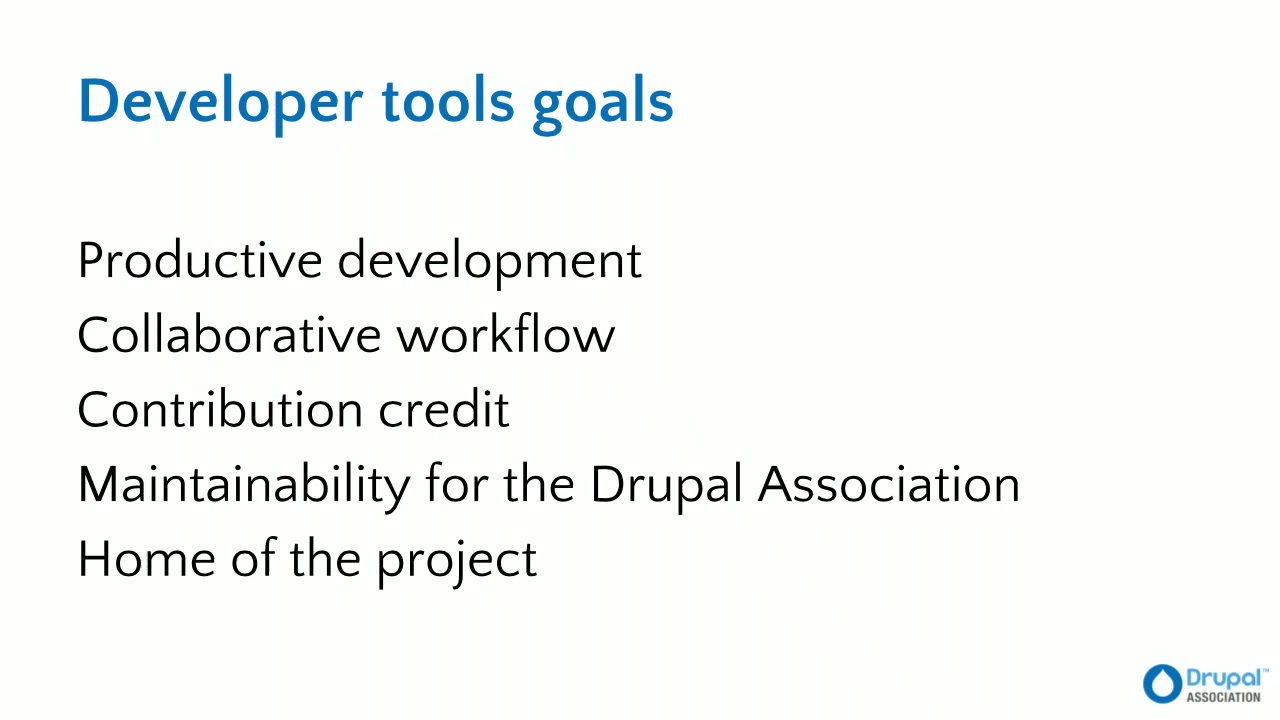 Developer tools goals
Productive development
Collaborative workflow
Contribution credit
Maintainability for the Drupal Association
Home of the project
Drupal™
ASSOCIATION